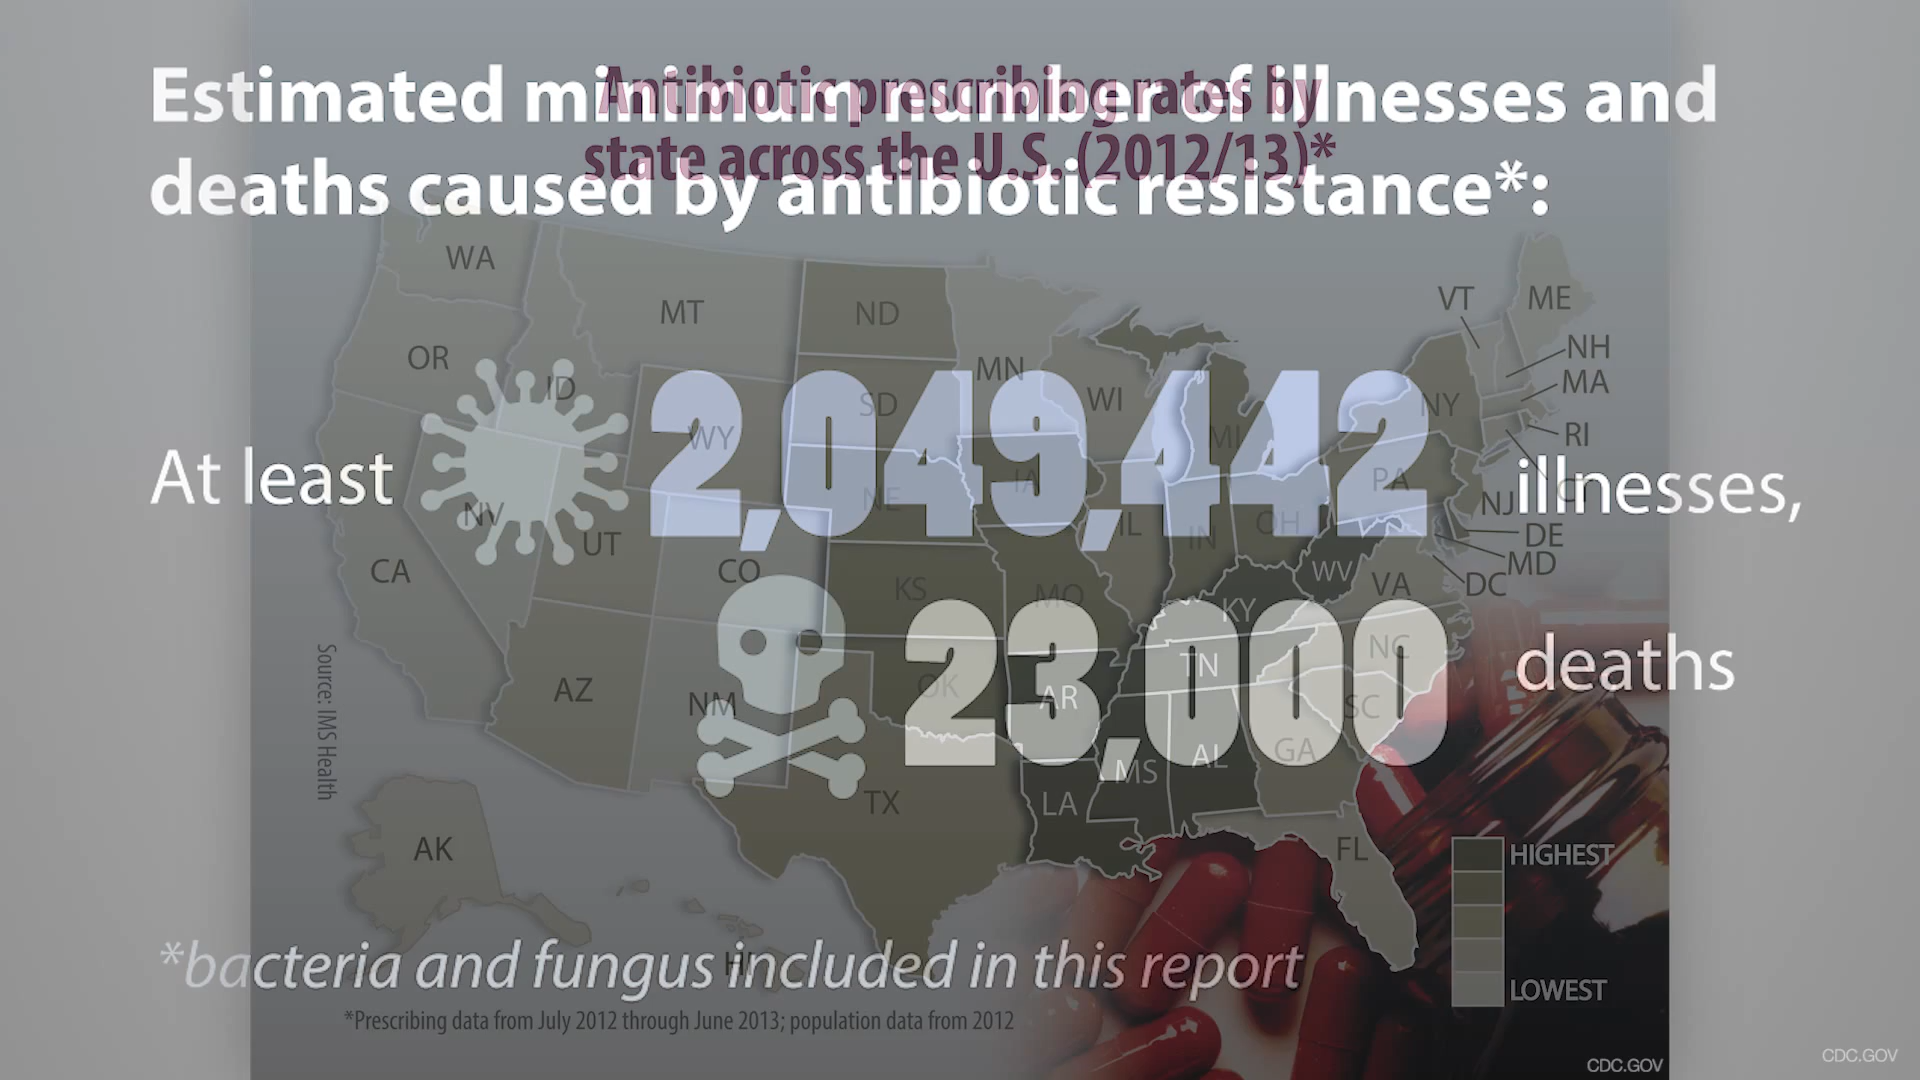 Estimated minimum number of illnesses and
deaths caused by antibiotic resistance*:
Antibiotic prescribing rates by
state across the U.S. (2012/13)*
At least
2,049,442
illnesses,
23,000
deaths
WA
MT
ND
MN
VT
ME
NH
MA
RI
OR
ID
WY
SD
WI
MI
NY
NV
UT
CO
NE
IA
IL
IN
OH
PA
NJ
DE
MD
DC
CA
KS
MO
KY
WV
VA
AZ
NM
OK
AR
TN
NC
SC
TX
LA
MS
AL
GA
FL
AK
HI
Source: IMS Health
HIGHEST
LOWEST
*bacteria and fungus included in this report
*Prescribing data from July 2012 through June 2013; population data from 2012
CDC.GOV
CDC.GOV